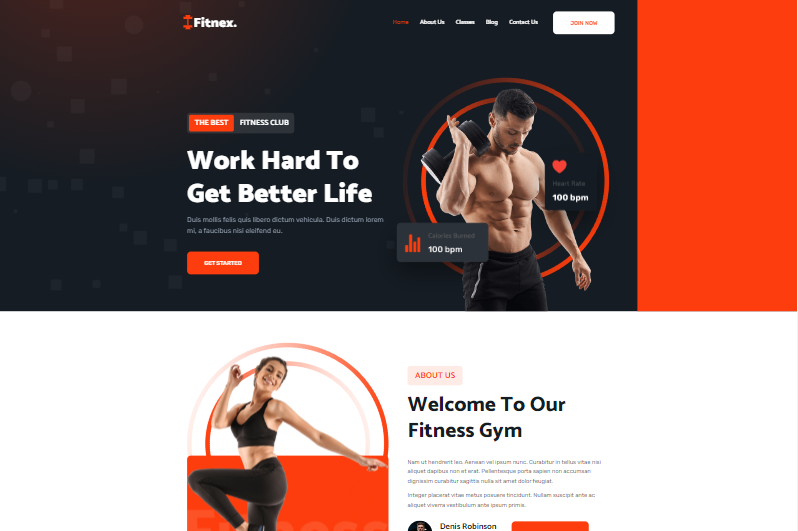 Fitnex.
Home About Us Classes Blog Contact Us JOIN NOW
THE BEST FITNESS CLUB
Work Hard To
Get Better Life
Duis mollis felis quis libero dictum vehicula. Duis dictum lorem
mi, a faucibus nisi eleifend eu.
GET STARTED
Heart Rate
100 bpm
Calories Burned
100 bpm
ABOUT US
Welcome To Our
Fitness Gym
Nam ut hendrerit leo. Aenean vel ipsum nunc. Curabitur in tellus vitae nisi
aliquet dapibus non et erat. Pellentesque porta sapien non accumsan
dignissim curabitur sagittis nulla sit amet dolor feugiat.
Integer placerat vitae metus posuere tincidunt. Nullam suscipit ante ac
aliquet viverra vestibulum ante ipsum primis.
Denis Robinson
Fitness